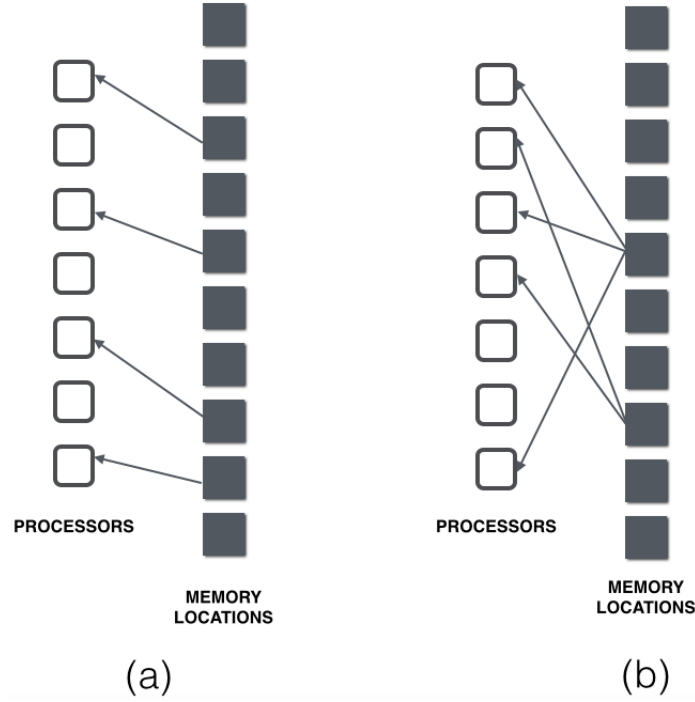 PROCESSORS
MEMORY
LOCATIONS
(a)
PROCESSORS
MEMORY
LOCATIONS
(b)